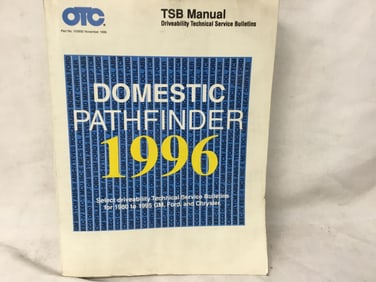 OTC
TSB Manual
Driveability Technical Service Bulletins
DOMESTIC
PATHFINDER
1996
Select driveability Technical Service Bulletins
for 1980 to 1995 GM, Ford, and Chrysler.